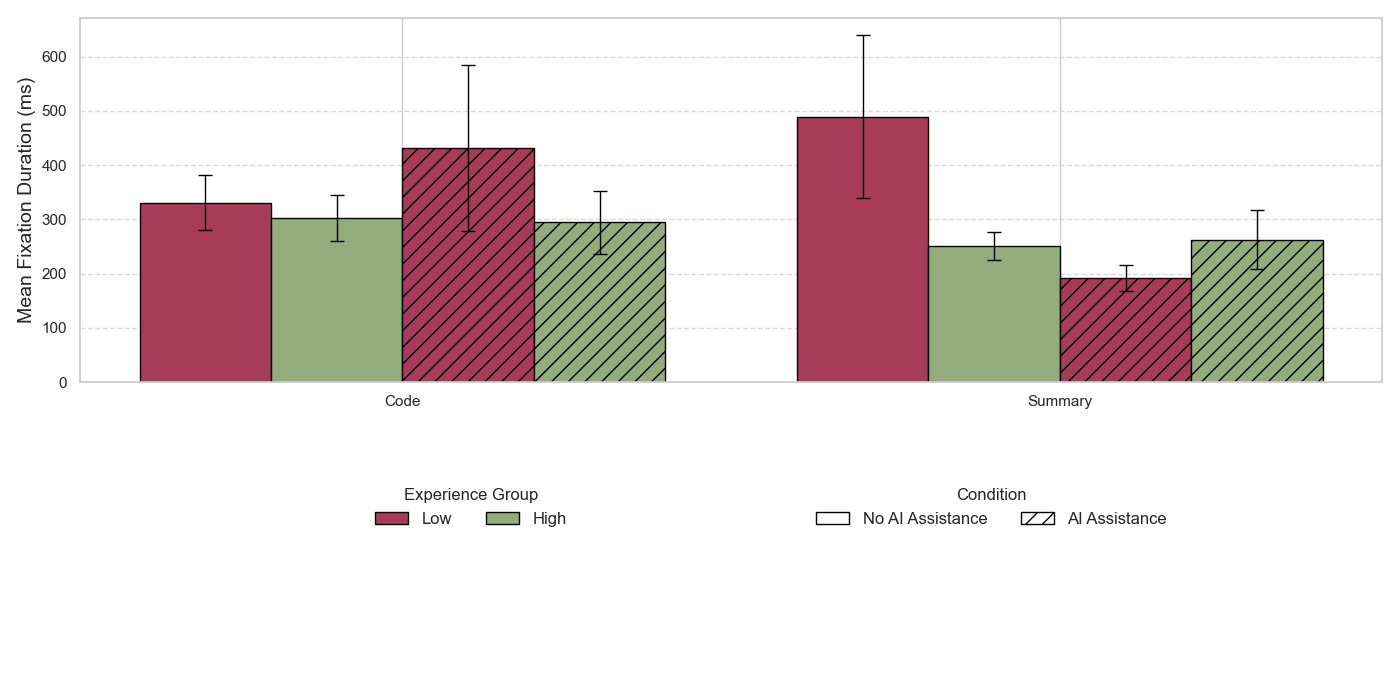 Mean Fixation Duration (ms)
600
500
400
300
200
100
0
Code
Summary
Experience Group
Low
High
Condition
No AI Assistance
AI Assistance